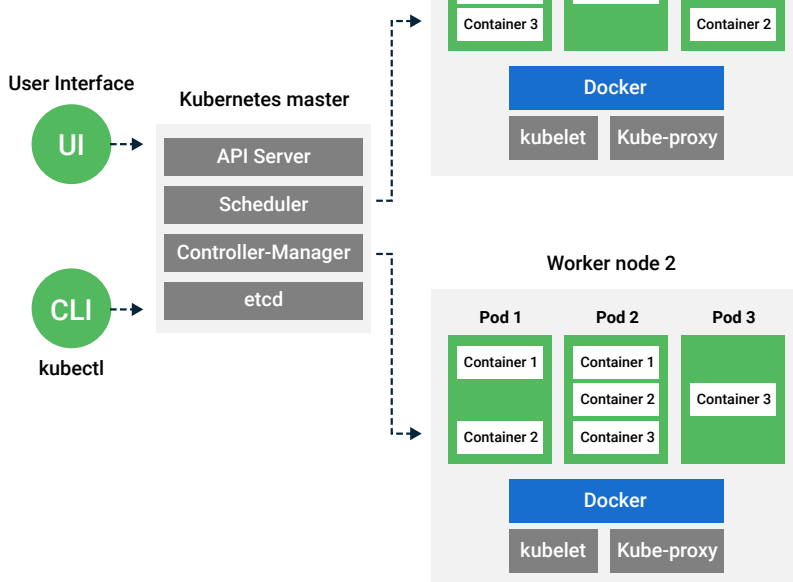 Container 3
Container 2
Docker
kubelet
Kube-proxy
User Interface
UI
CLI
kubectl
Kubernetes master
API Server
Scheduler
Controller-Manager
etcd
Worker node 2
Pod 1
Container 1
Container 2
Pod 2
Container 1
Container 2
Container 3
Pod 3
Container 3
Docker
kubelet
Kube-proxy